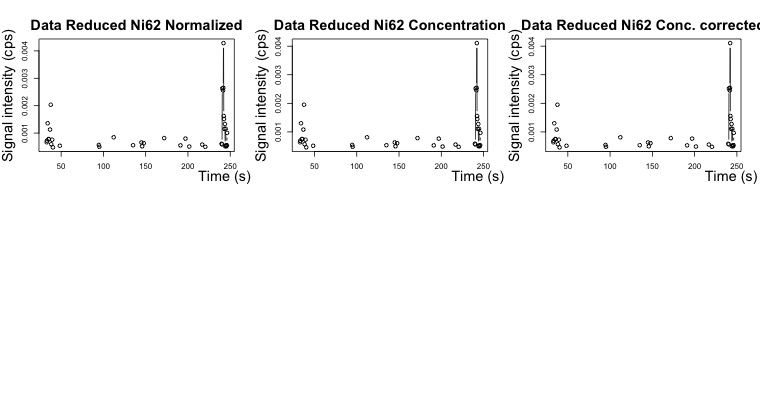 Data Reduced Ni62 Normalized
Signal intensity (cps)
0.001 0.002 0.003 0.004
50 100 150 200 250
Time (s)
Data Reduced Ni62 Concentration
Signal intensity (cps)
0.001 0.002 0.003 0.004
50 100 150 200 250
Time (s)
Data Reduced Ni62 Conc. corrected
Signal intensity (cps)
0.001 0.002 0.003 0.004
50 100 150 200 250
Time (s)